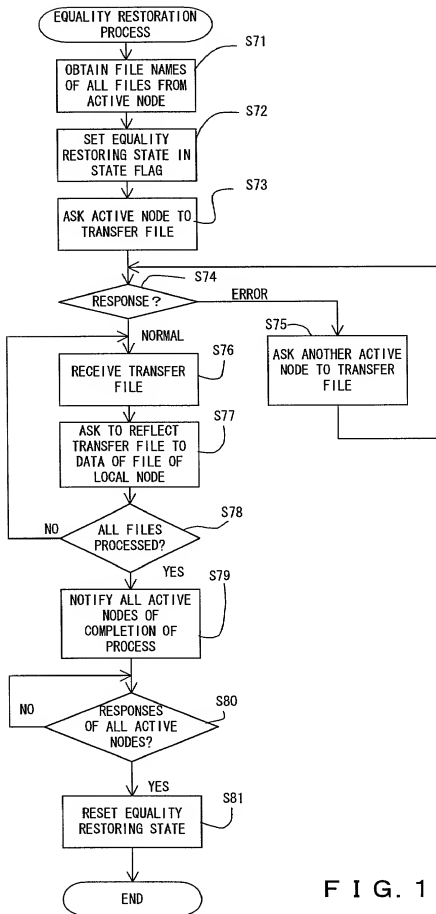 EQUALITY RESTORATION
PROCESS
S71
OBTAIN FILE NAMES
OF ALL FILES FROM
ACTIVE NODE
S72
SET EQUALITY
RESTORING STATE IN
STATE FLAG
S73
ASK ACTIVE NODE TO
TRANSFER FILE
S74
RESPONSE?
ERROR
NORMAL
S75
ASK ANOTHER ACTIVE
NODE TO TRANSFER
FILE
S76
RECEIVE TRANSFER
FILE
S77
ASK TO REFLECT
TRANSFER FILE TO
DATA OF FILE OF
LOCAL NODE
S78
NO
ALL FILES
PROCESSED?
YES
S79
NOTIFY ALL ACTIVE
NODES OF
COMPLETION OF
PROCESS
S80
NO
RESPONSES
OF ALL ACTIVE
NODES?
YES
S81
RESET EQUALITY
RESTORING STATE
END
FIG. 1